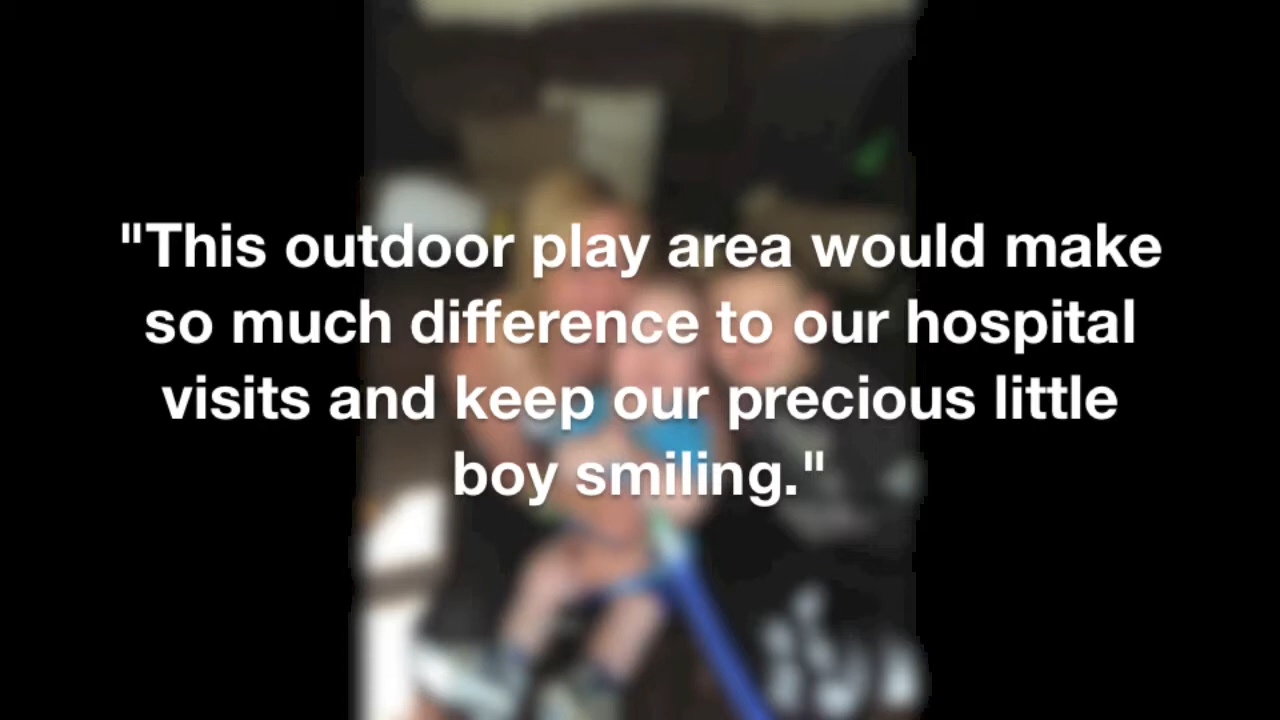 "This outdoor play area would make
so much difference to our hospital
visits and keep our precious little
boy smiling."